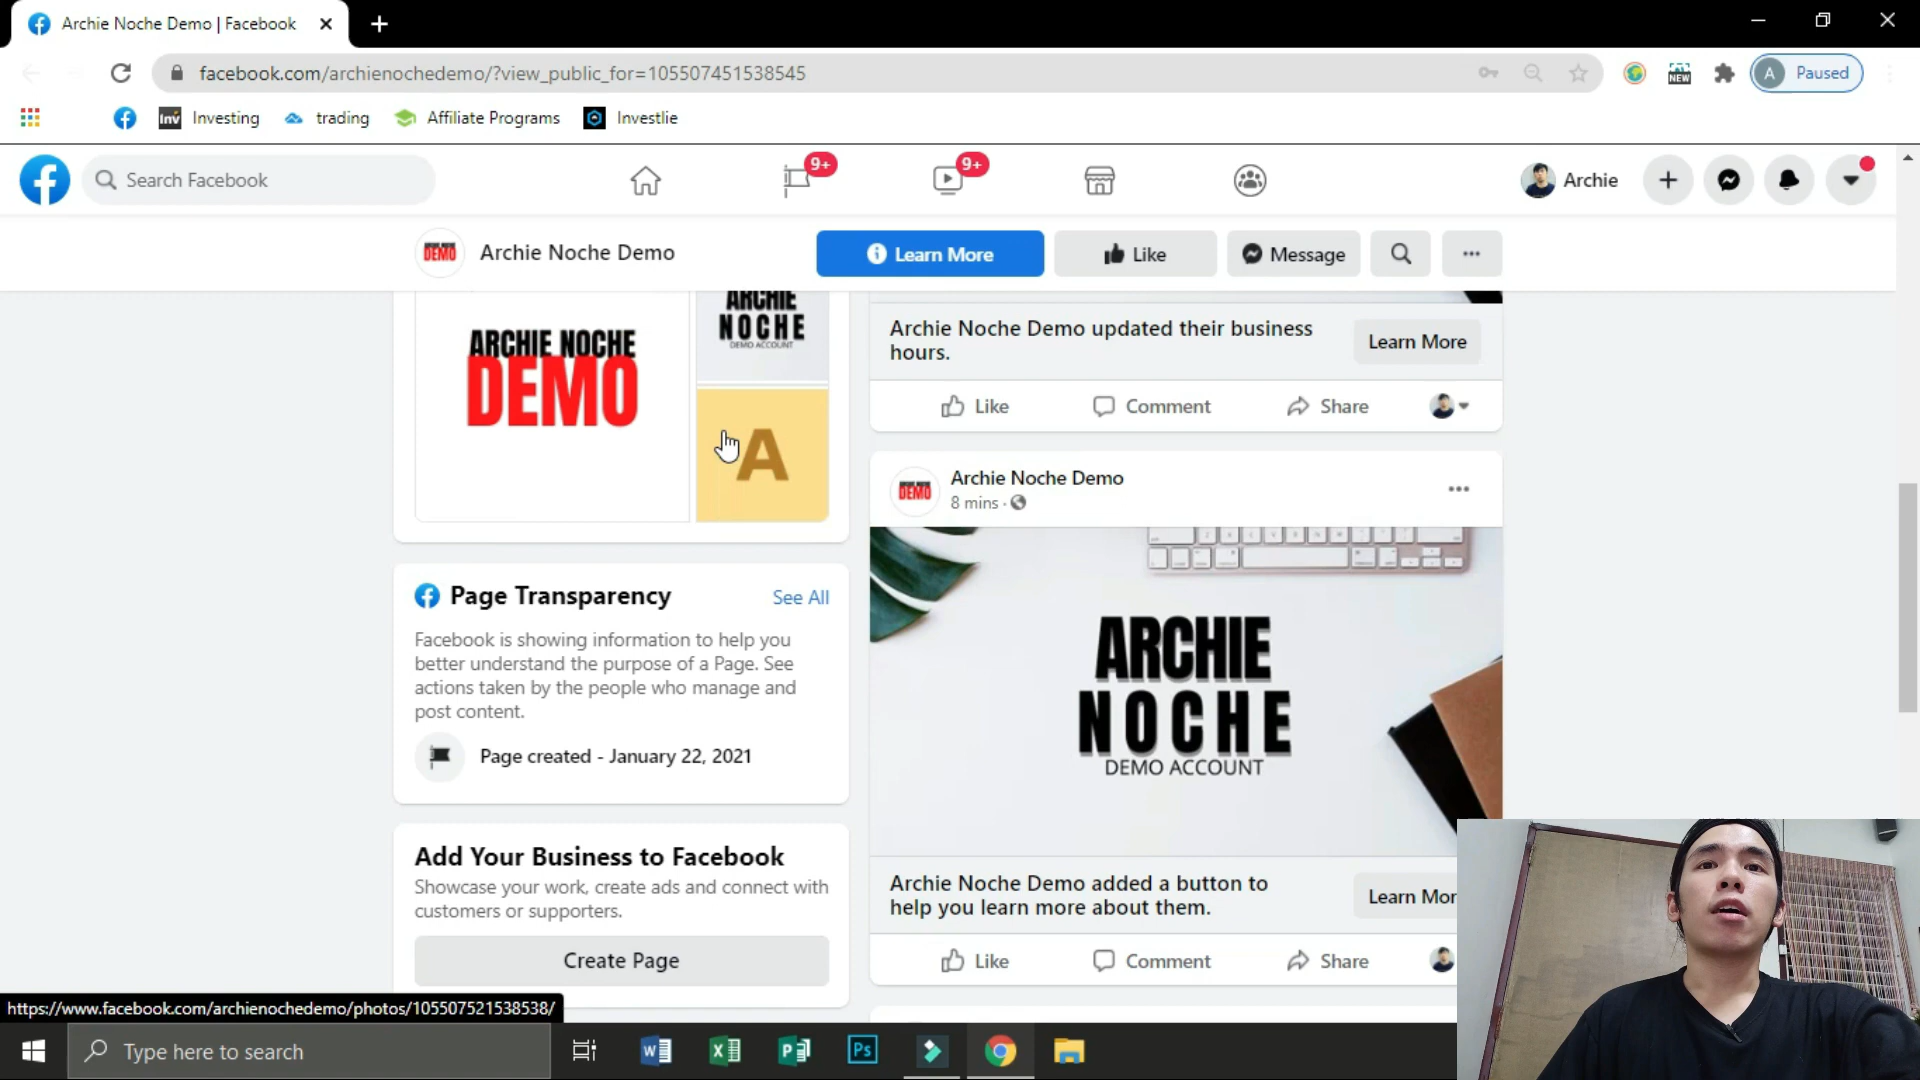 Archie Noche Demo | Facebook
facebook.com/archienochedemo/?view_public_for=105507451538545
NEW
A Paused
inv Investing
trading
Affiliate Programs
Investlie
Search Facebook
9+
9+
Archie
DEMO
Archie Noche Demo
Learn More
Like
Message
ARCHIE NOCHE
DEMO
ARCHIE
NOCHE
DEMO ACCOUNT
A
Archie Noche Demo updated their business
hours.
Learn More
Like
Comment
Share
DEMO
Archie Noche Demo
8 mins ·
ARCHIE
NOCHE
DEMO ACCOUNT
Page Transparency
See All
Facebook is showing information to help you
better understand the purpose of a Page. See
actions taken by the people who manage and
post content.
Page created - January 22, 2021
Add Your Business to Facebook
Showcase your work, create ads and connect with
customers or supporters.
Create Page
Archie Noche Demo added a button to
help you learn more about them.
Learn Mor
Like
Comment
Share
https://www.facebook.com/archienochedemo/photos/105507521538538/
Type here to search
Ps